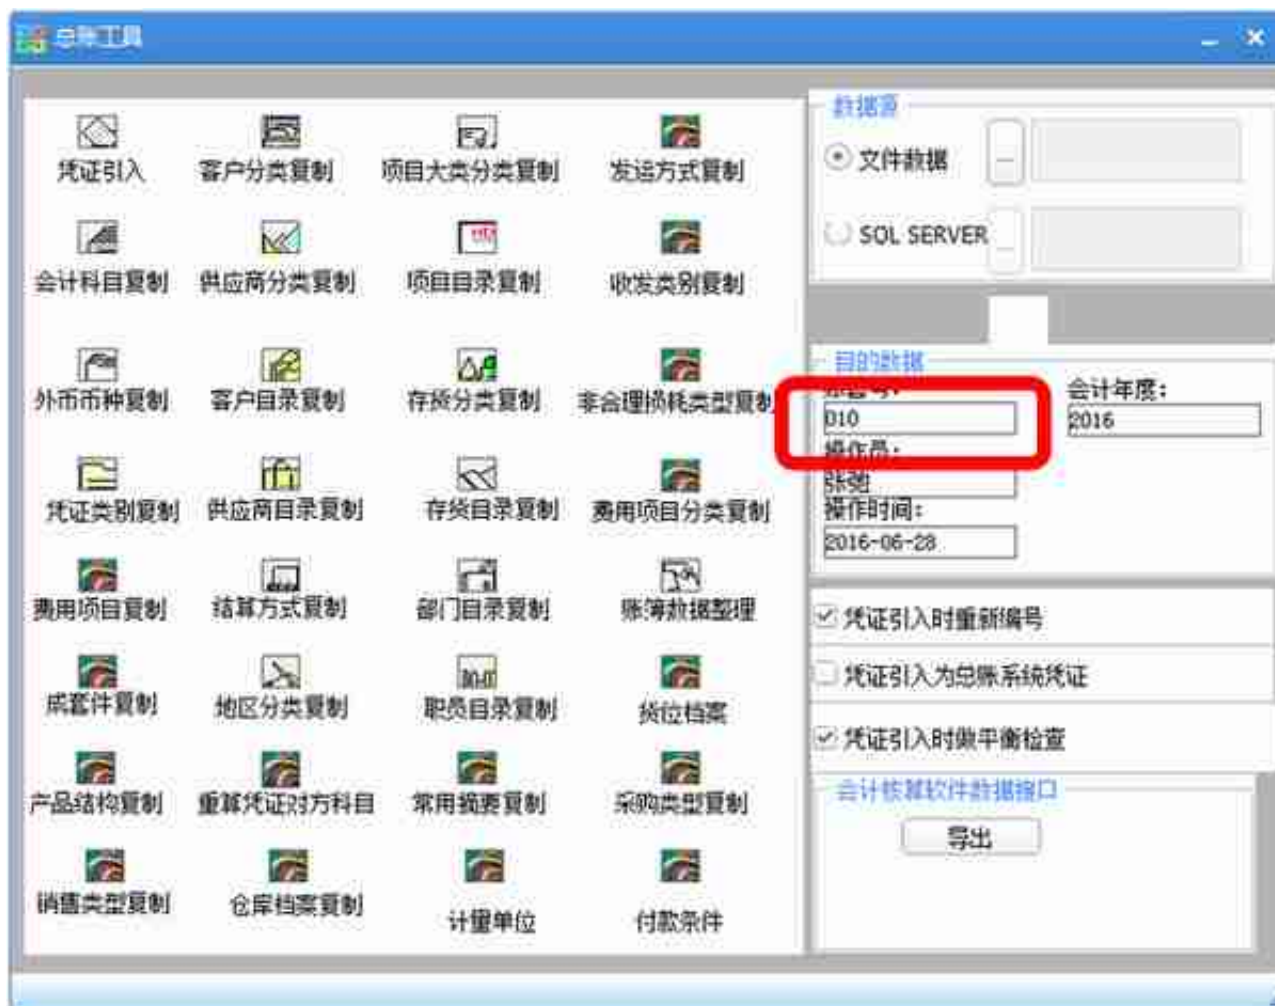 总账工具
凭证引入 客户分类复制 项目大类分类复制 发运方式复制
会计科目复制 供应商分类复制 项目目录复制 收发类别复制
外币币种复制 客户目录复制 存货分类复制 非合理损耗类型复制
凭证类别复制 供应商目录复制 存货目录复制 费用项目分类复制
费用项目复制 结算方式复制 部门目录复制 账簿数据整理
成套件复制 地区分类复制 职员目录复制 货位档案
产品结构复制 重算凭证对方科目 常用摘要复制 采购类型复制
销售类型复制 仓库档案复制 计量单位 付款条件
数据源
文件数据 ...
SQL SERVER ...
目的数据
账套号: 会计年度:
010 2016
操作员:
操作时间:
2016-06-28
凭证引入时重新编号
凭证引入为总账系统凭证
凭证引入时做平衡检查
会计核算软件数据接口
导出